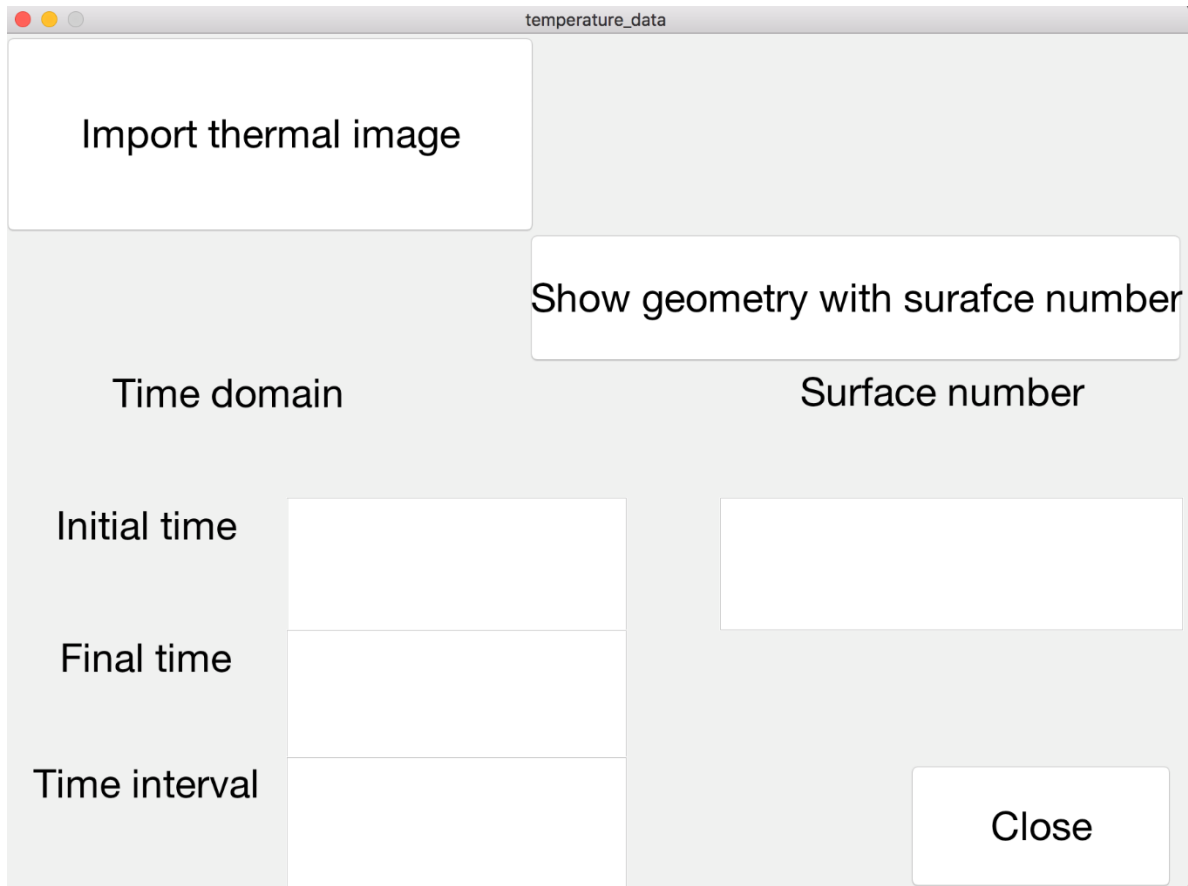 temperature_data
Import thermal image
Show geometry with surafce number
Time domain
Surface number
Initial time
Final time
Time interval
Close